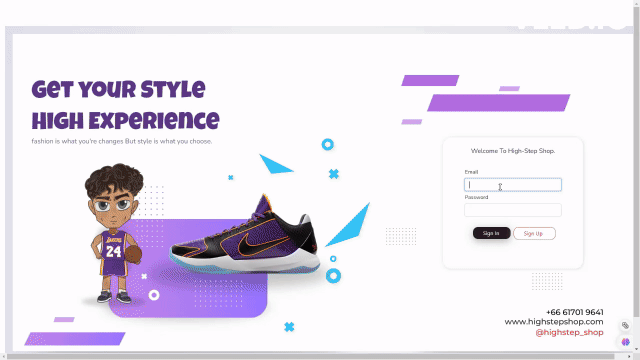 Get Your Style
High Experience
fashion is what you're changes But style is what you choose.
LAKERS
24
Welcome To High-Step Shop.
Email
Password
Sign In
Sign Up
+66 61701 9641
www.highstepshop.com
@highstep_shop